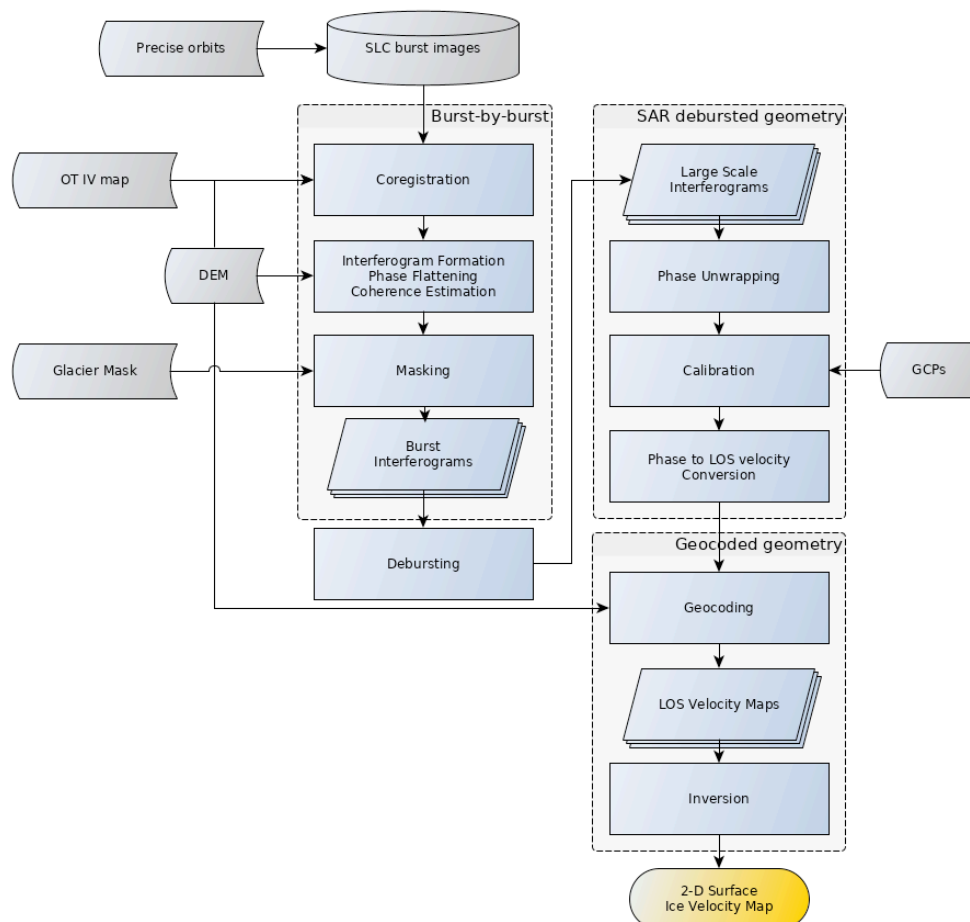 Precise orbits
SLC burst images
Burst-by-burst
OT IV map
Coregistration
DEM
Interferogram Formation
Phase Flattening
Coherence Estimation
Glacier Mask
Masking
Burst
Interferograms
Debursting
SAR debursted geometry
Large Scale
Interferograms
Phase Unwrapping
Calibration
GCPs
Phase to LOS velocity
Conversion
Geocoded geometry
Geocoding
LOS Velocity Maps
Inversion
2-D Surface
Ice Velocity Map